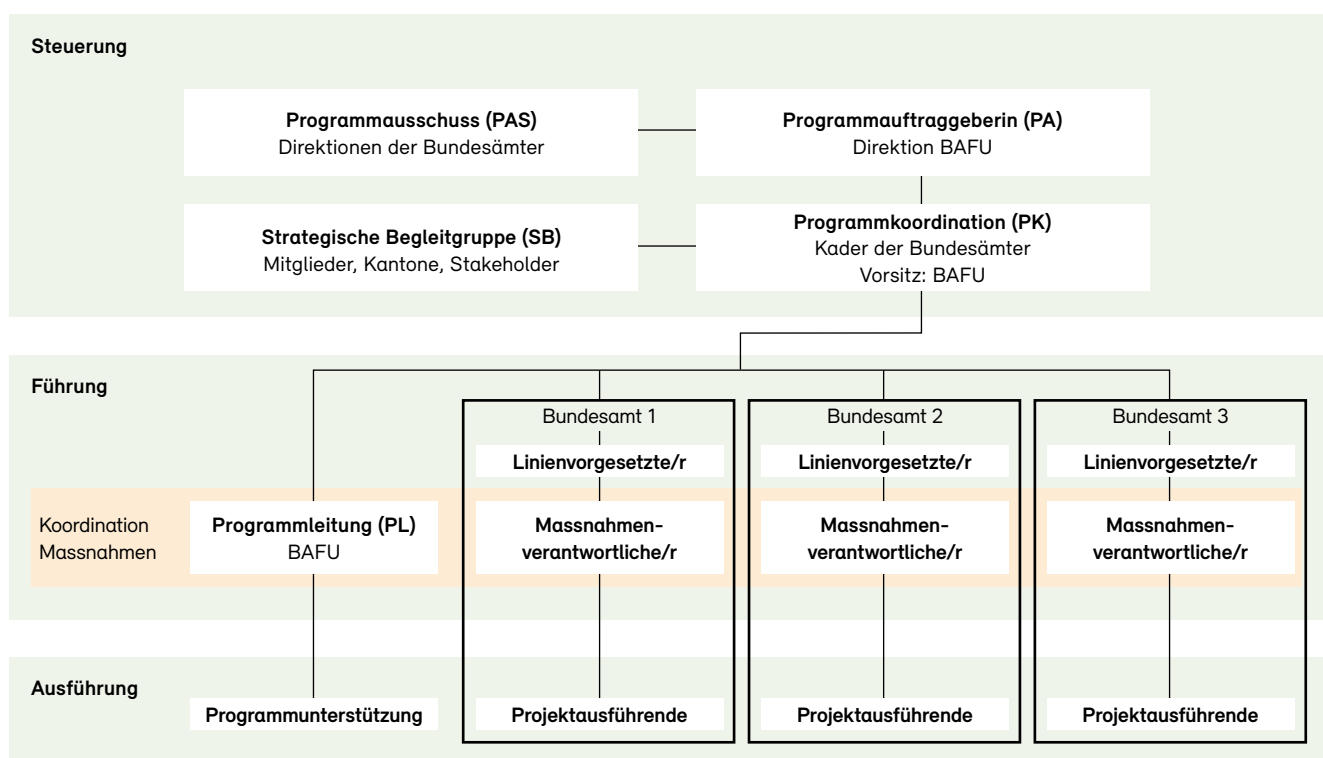 Steuerung
Programmausschuss (PAS)
Direktionen der Bundesämter
Programmauftraggeberin (PA)
Direktion BAFU
Strategische Begleitgruppe (SB)
Mitglieder, Kantone, Stakeholder
Programmkoordination (PK)
Kader der Bundesämter
Vorsitz: BAFU
Führung
Bundesamt 1
Bundesamt 2
Bundesamt 3
Linienvorgesetzte/r
Linienvorgesetzte/r
Linienvorgesetzte/r
Koordination
Massnahmen
Programmleitung (PL)
BAFU
Massnahmen-
verantwortliche/r
Massnahmen-
verantwortliche/r
Massnahmen-
verantwortliche/r
Ausführung
Programmunterstützung
Projektausführende
Projektausführende
Projektausführende